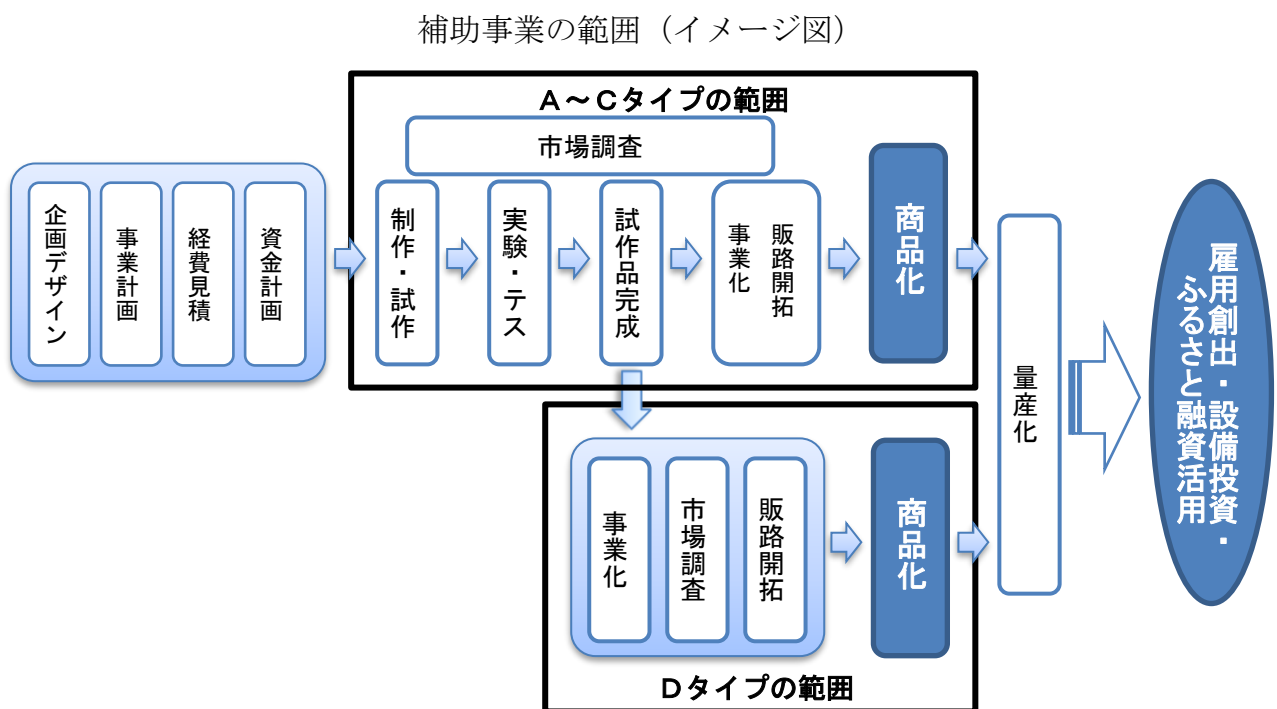 補助事業の範囲（イメージ図）
Ａ～Ｃタイプの範囲
市場調査
企画デザイン
事業計画
経費見積
資金計画
制作・試作
実験・テス
試作品完成
販路開拓
事業化
商品化
量産化
雇用創出・設備投資・
ふるさと融資活用
事業化
市場調査
販路開拓
商品化
Ｄタイプの範囲